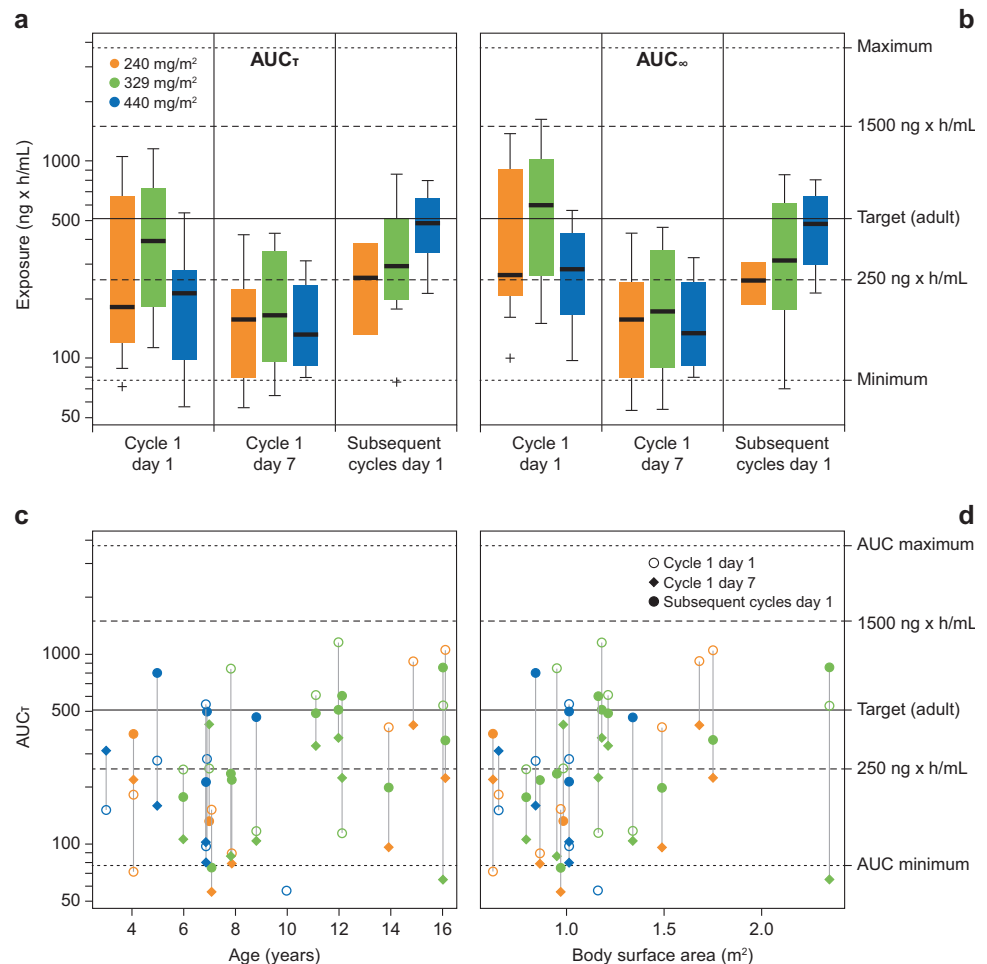 a
b
AUCτ
AUC∞
240 mg/m²
329 mg/m²
440 mg/m²
Exposure (ng x h/mL)
1000
500
100
50
Maximum
1500 ng x h/mL
Target (adult)
250 ng x h/mL
Minimum
Cycle 1
day 1
Cycle 1
day 7
Subsequent
cycles day 1
Cycle 1
day 1
Cycle 1
day 7
Subsequent
cycles day 1
c
d
AUCτ
1000
500
100
50
Cycle 1 day 1
Cycle 1 day 7
Subsequent cycles day 1
AUC maximum
1500 ng x h/mL
Target (adult)
250 ng x h/mL
AUC minimum
4 6 8 10 12 14 16
Age (years)
1.0 1.5 2.0
Body surface area (m²)